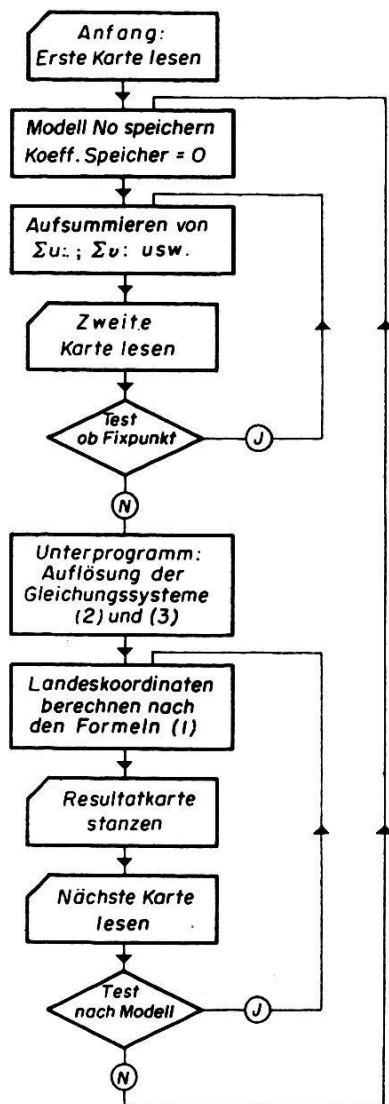 Anfang:
Erste Karte lesen
Modell No speichern
Koeff. Speicher = 0
Aufsummieren von
Σu:.; Σv: usw.
Zweite
Karte lesen
Test
ob Fixpunkt
J
N
Unterprogramm:
Auflösung der
Gleichungssysteme
(2) und (3)
Landeskoordinaten
berechnen nach
den Formeln (1)
Resultatkarte
stanzen
Nächste Karte
lesen
Test
nach Modell
J
N